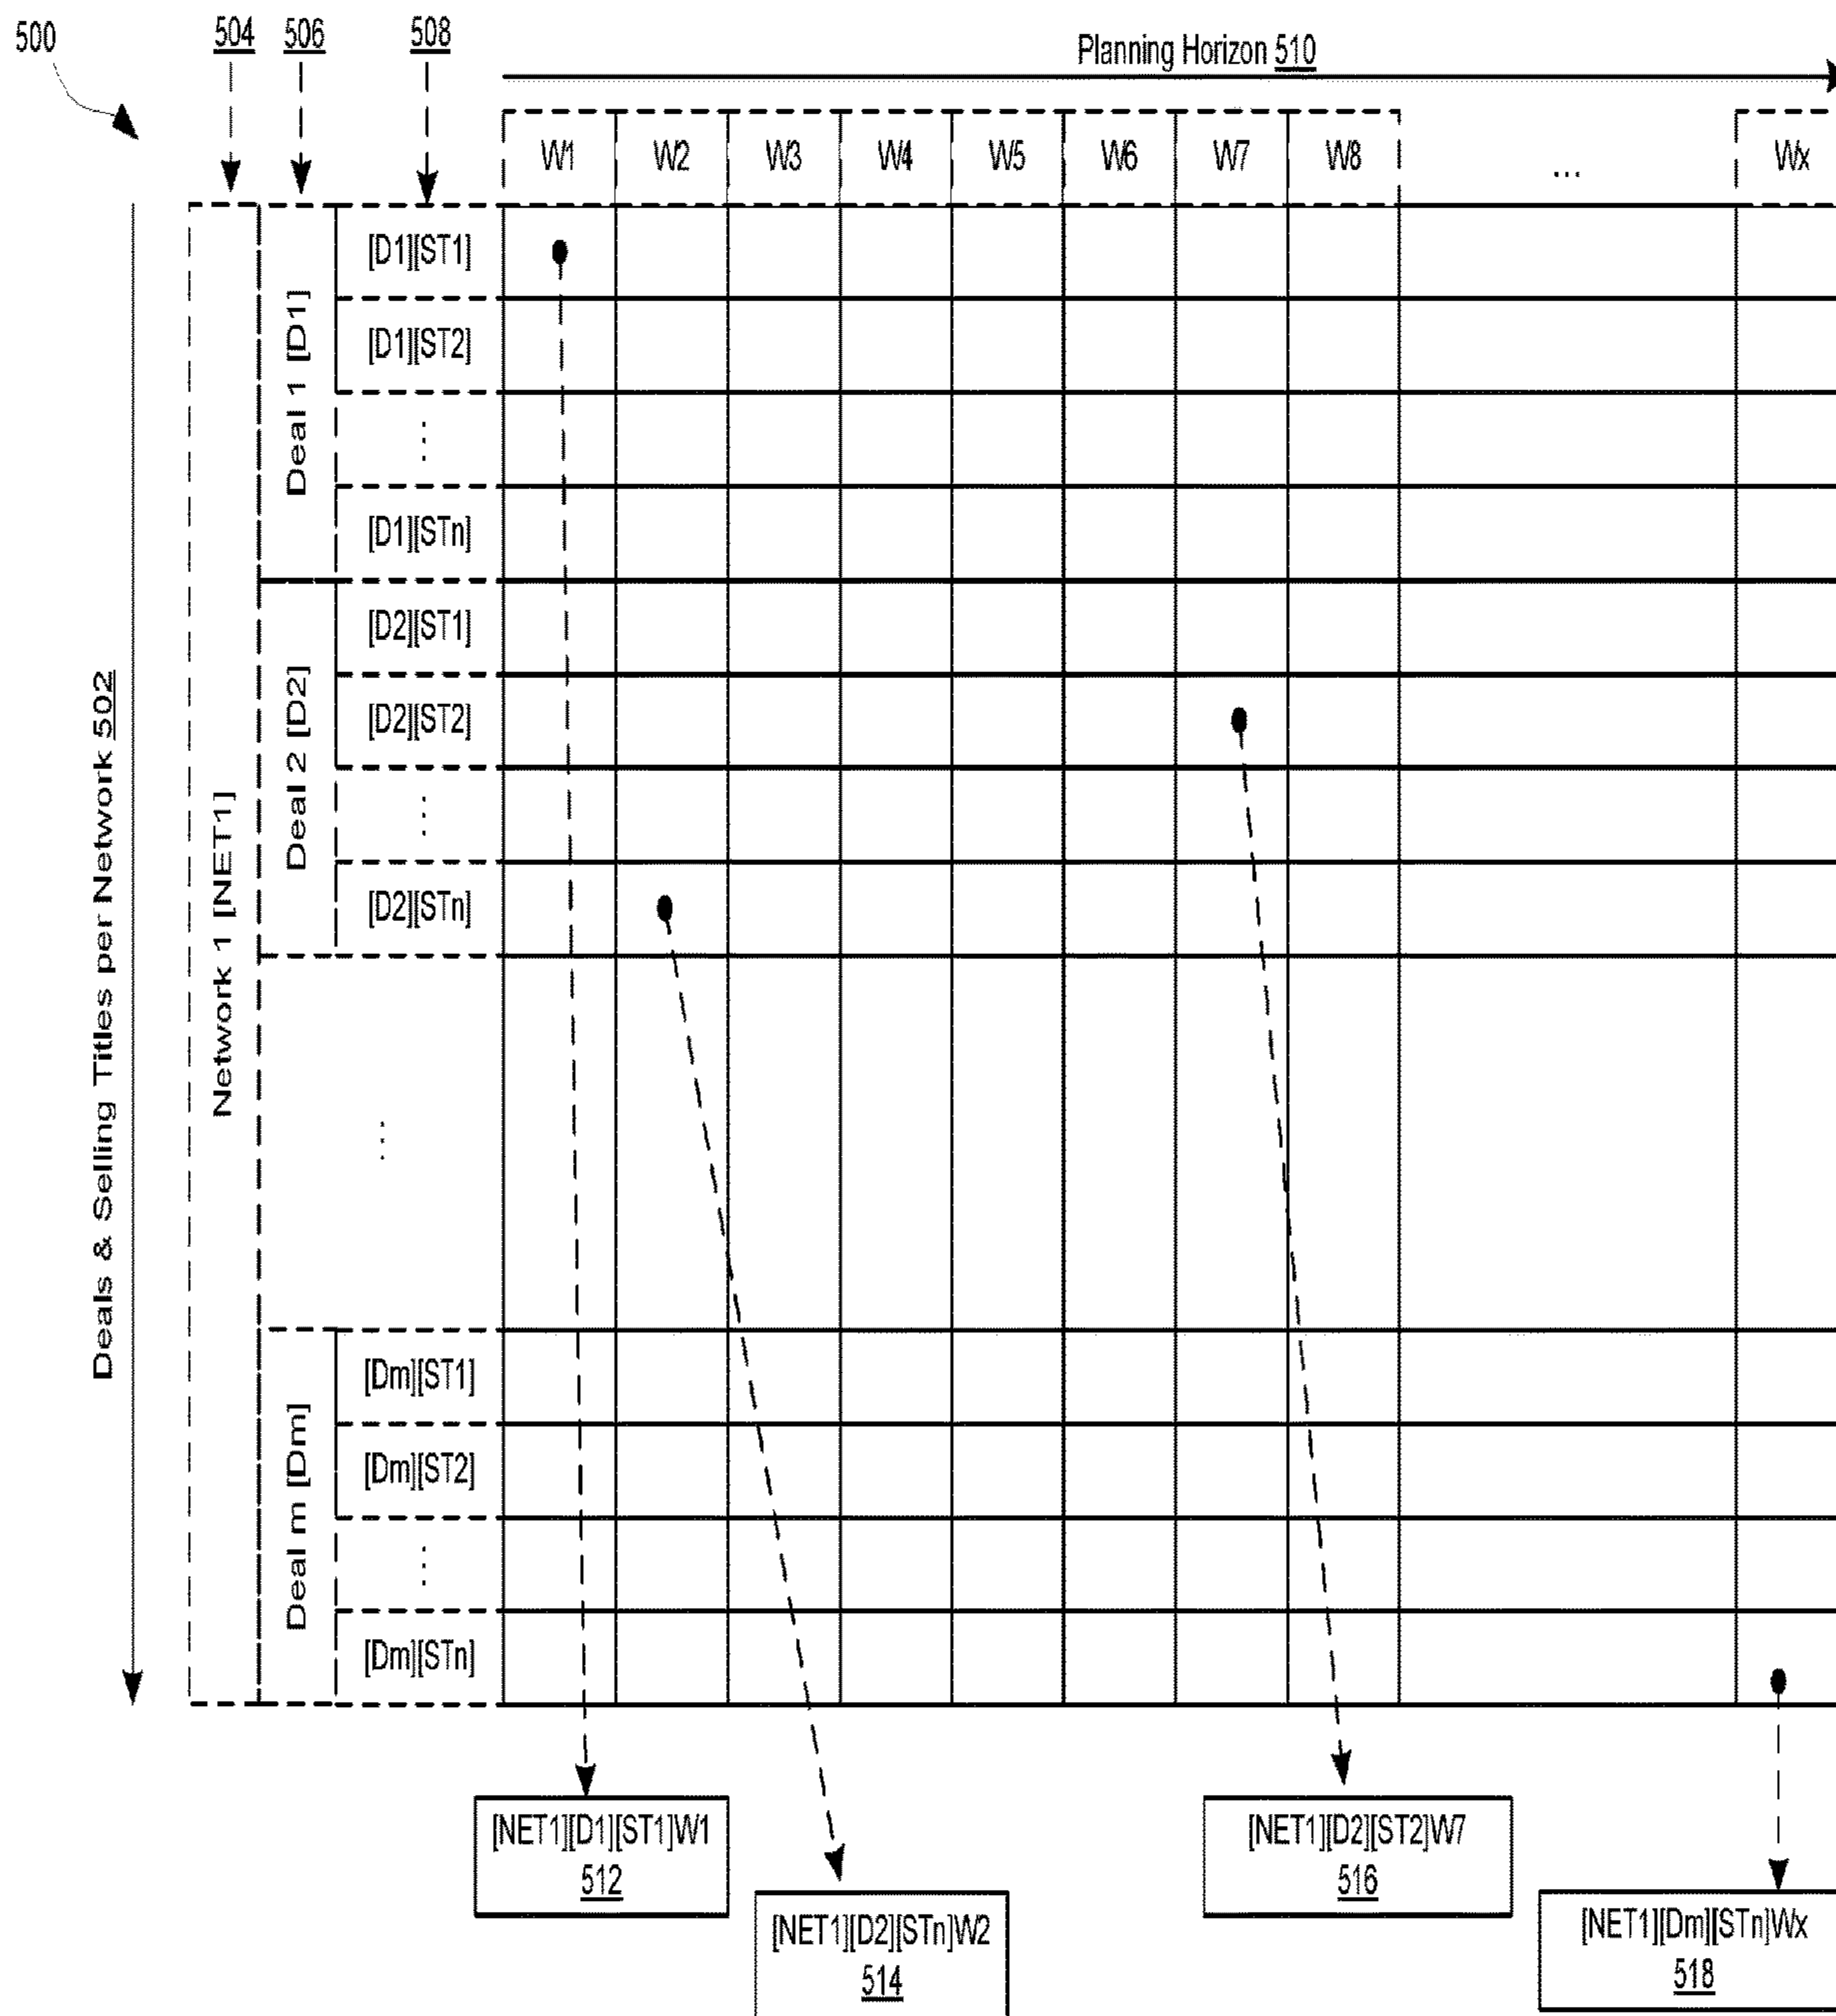 500
504 506 508
Planning Horizon 510
W1 W2 W3 W4 W5 W6 W7 W8 ... Wx
Deals & Selling Titles per Network 502
Network 1 [NET1]
Deal 1 [D1]
[D1][ST1]
[D1][ST2]
...
[D1][STn]
Deal 2 [D2]
[D2][ST1]
[D2][ST2]
...
[D2][STn]
...
Deal m [Dm]
[Dm][ST1]
[Dm][ST2]
...
[Dm][STn]
[NET1][D1][ST1]W1
512
[NET1][D2][STn]W2
514
[NET1][D2][ST2]W7
516
[NET1][Dm][STn]Wx
518